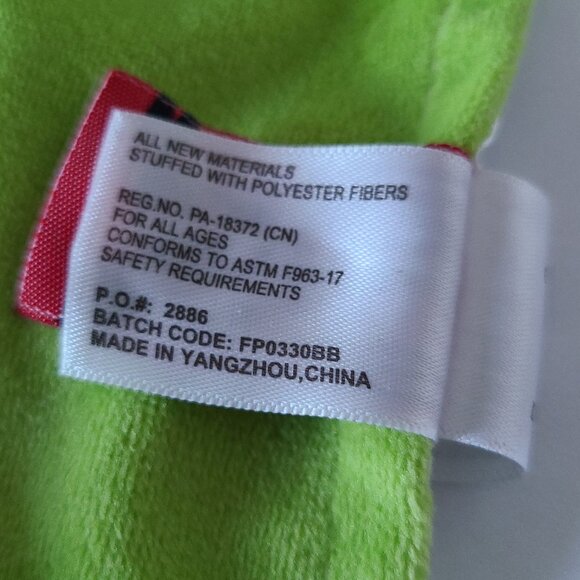 ALL NEW MATERIALS
STUFFED WITH POLYESTER FIBERS
REG.NO. PA-18372 (CN)
FOR ALL AGES
CONFORMS TO ASTM F963-17
SAFETY REQUIREMENTS
P.O.#: 2886
BATCH CODE: FP0330BB
MADE IN YANGZHOU,CHINA